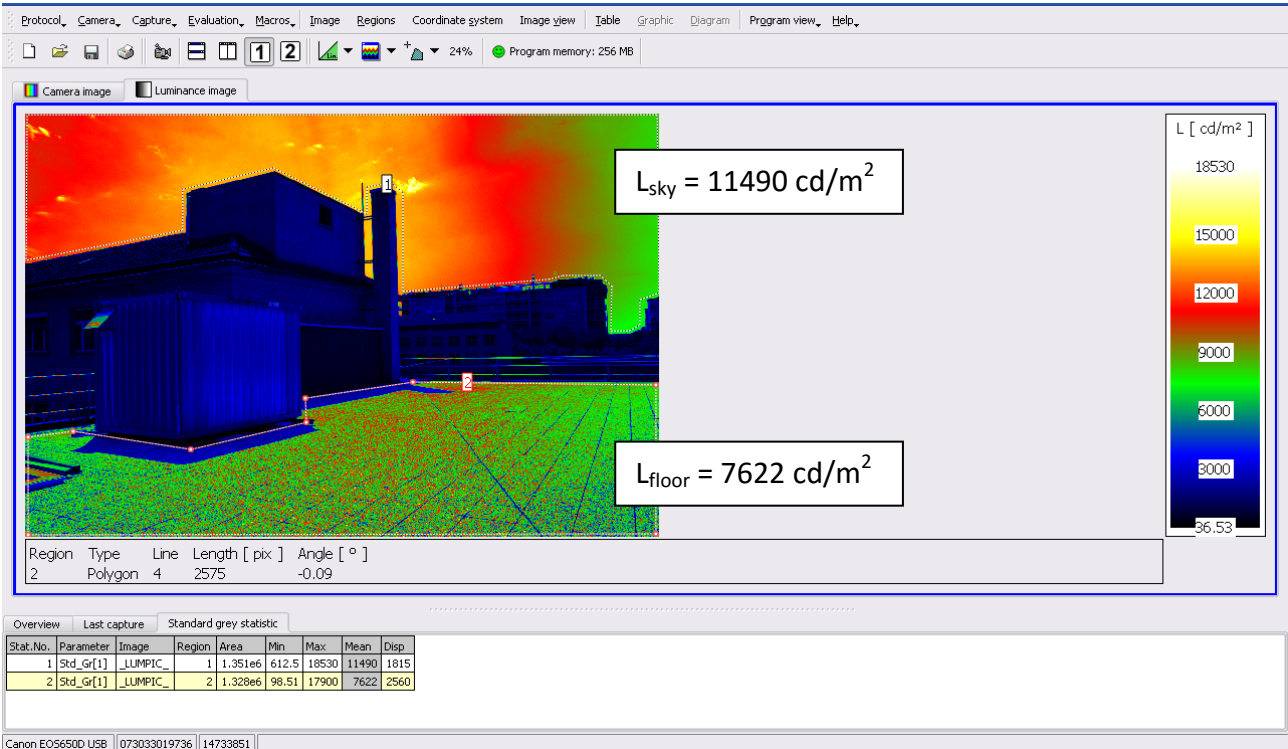 Protocol Camera Capture Evaluation Macros Image Regions Coordinate system Image view Table Graphic Diagram Program view Help
1 2 Lin 24% Program memory: 256 MB
Camera image Luminance image
L [ cd/m² ]
1
Lsky = 11490 cd/m²
18530
15000
12000
9000
2
6000
Lfloor = 7622 cd/m²
3000
36.53
Region Type Line Length [ pix ] Angle [ º ]
2 Polygon 4 2575 -0.09
Overview Last capture Standard grey statistic
Stat.No. Parameter Image Region Area Min Max Mean Disp
1 Std_Gr[1] _LUMPIC_ 1 1.351e6 612.5 18530 11490 1815
2 Std_Gr[1] _LUMPIC_ 2 1.328e6 98.51 17900 7622 2560
Canon EOS650D USB 073033019736 14733851